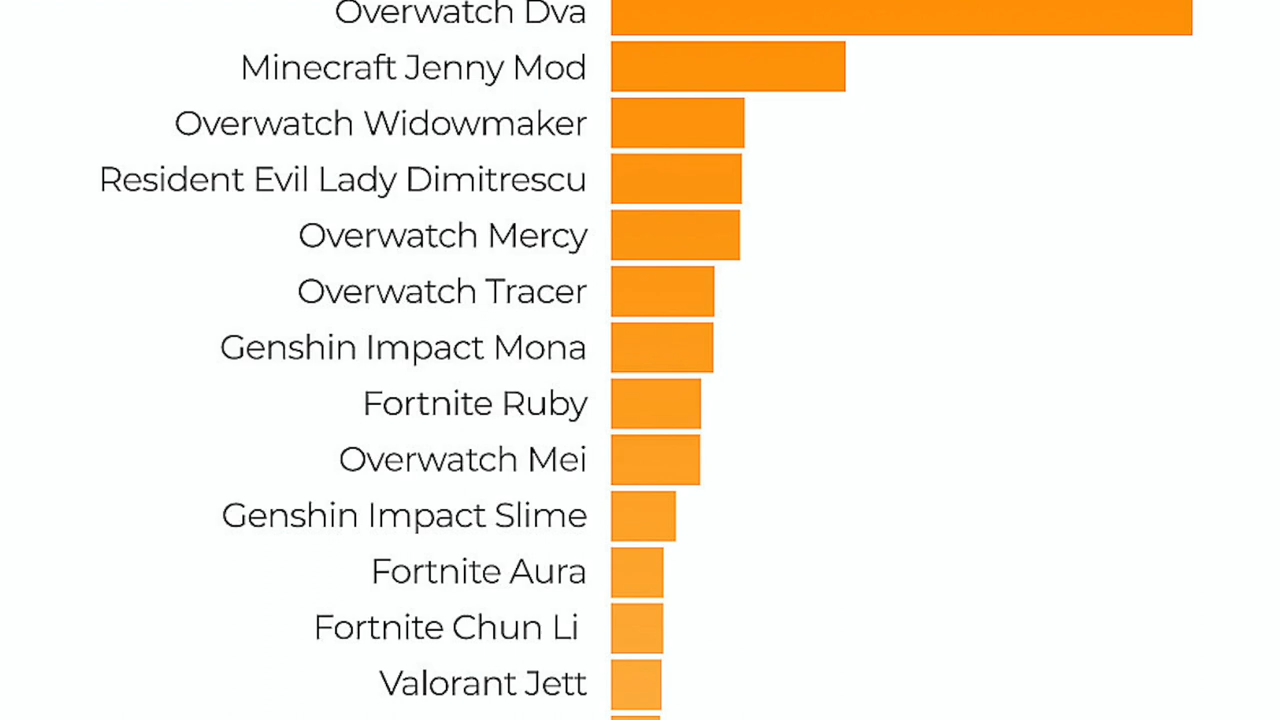 Overwatch Dva
Minecraft Jenny Mod
Overwatch Widowmaker
Resident Evil Lady Dimitrescu
Overwatch Mercy
Overwatch Tracer
Genshin Impact Mona
Fortnite Ruby
Overwatch Mei
Genshin Impact Slime
Fortnite Aura
Fortnite Chun Li
Valorant Jett